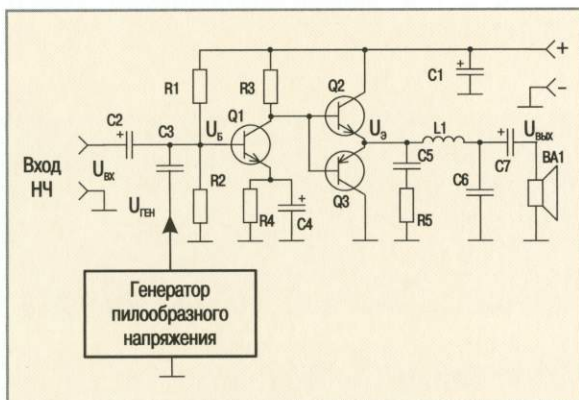 C1
+
+
−
R1
R3
Q2
Q1
C2
+
C3
Uб
Uэ
L1
Uвых
+
C5
C7
BA1
Вход
НЧ
Uвх
Uген
R2
R4
+
C4
Q3
R5
C6
Генератор
пилообразного
напряжения